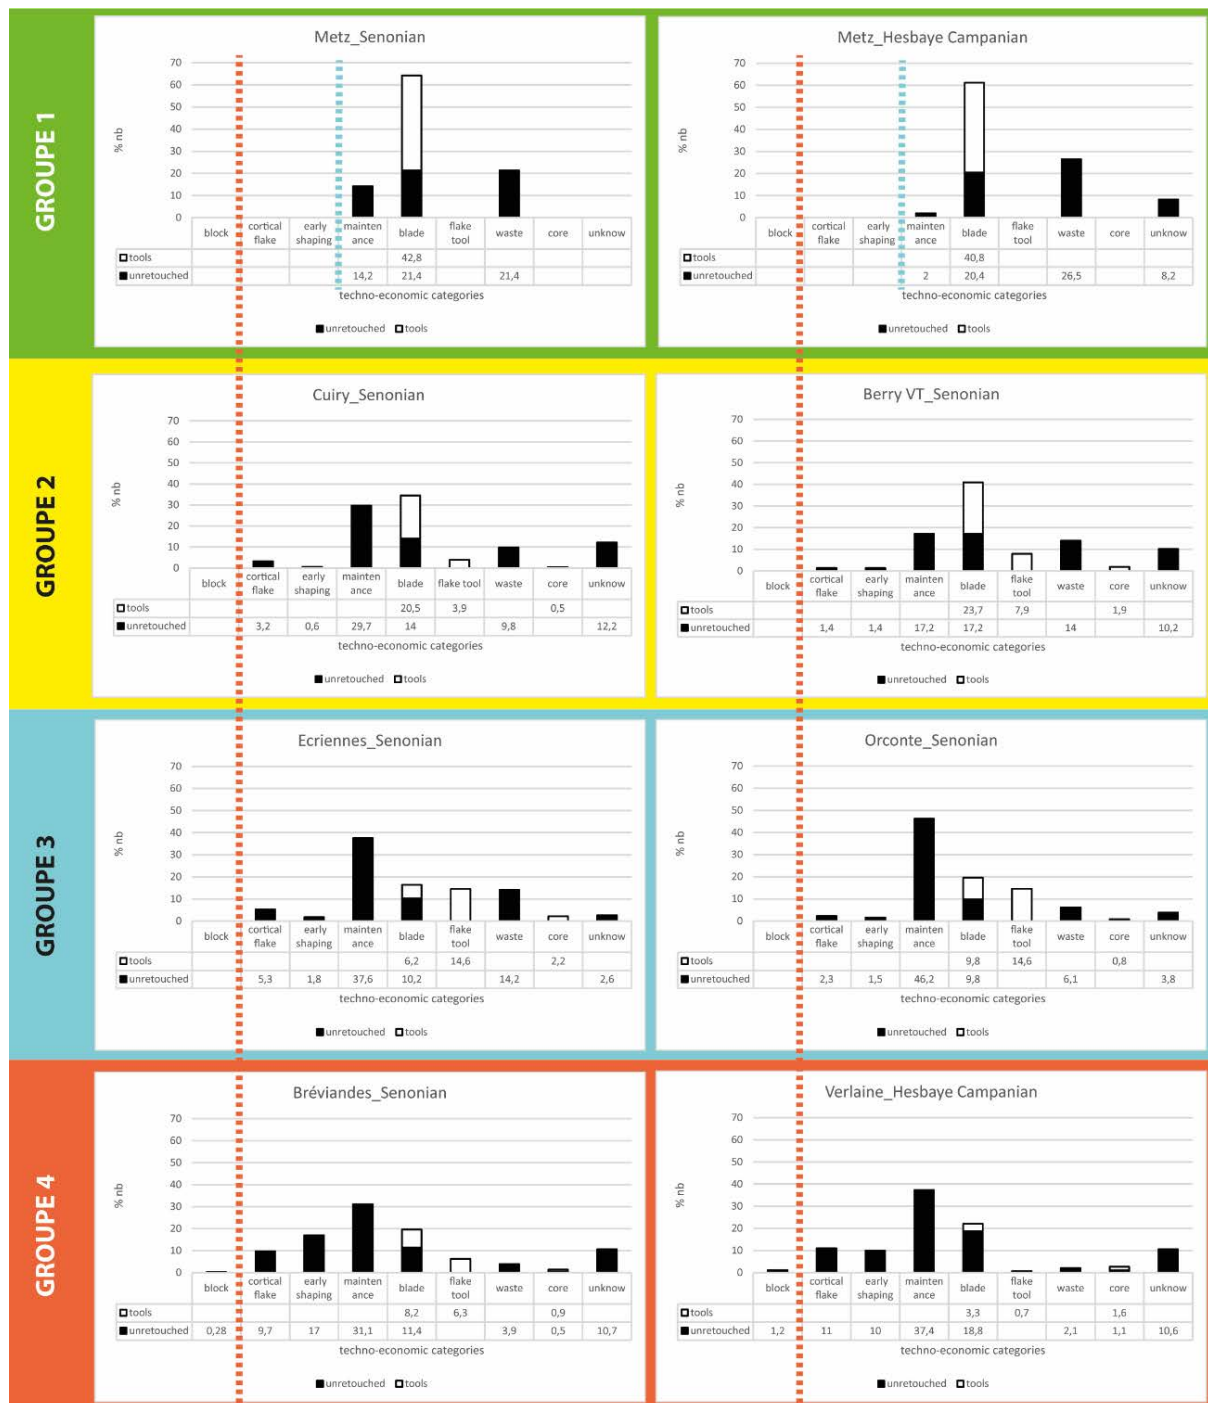 GROUPE 1
Metz_Senonian
% nb
70
60
50
40
30
20
10
0
block cortical flake early shaping mainten ance blade flake tool waste core unknow
tools 42,8
unretouched 14,2 21,4 21,4
techno-economic categories
unretouched tools
Metz_Hesbaye Campanian
% nb
70
60
50
40
30
20
10
0
block cortical flake early shaping mainten ance blade flake tool waste core unknow
tools 40,8
unretouched 2 20,4 26,5 8,2
techno-economic categories
unretouched tools
GROUPE 2
Cuiry_Senonian
% nb
70
60
50
40
30
20
10
0
block cortical flake early shaping mainten ance blade flake tool waste core unknow
tools 20,5 3,9 0,5
unretouched 3,2 0,6 29,7 14 9,8 12,2
techno-economic categories
unretouched tools
Berry VT_Senonian
% nb
70
60
50
40
30
20
10
0
block cortical flake early shaping mainten ance blade flake tool waste core unknow
tools 23,7 7,9 1,9
unretouched 1,4 1,4 17,2 17,2 14 10,2
techno-economic categories
unretouched tools
GROUPE 3
Ecriennes_Senonian
% nb
70
60
50
40
30
20
10
0
block cortical flake early shaping mainten ance blade flake tool waste core unknow
tools 6,2 14,6 2,2
unretouched 5,3 1,8 37,6 10,2 14,2 2,6
techno-economic categories
unretouched tools
Orconte_Senonian
% nb
70
60
50
40
30
20
10
0
block cortical flake early shaping mainten ance blade flake tool waste core unknow
tools 9,8 14,6 0,8
unretouched 2,3 1,5 46,2 9,8 6,1 3,8
techno-economic categories
unretouched tools
GROUPE 4
Bréviandes_Senonian
% nb
70
60
50
40
30
20
10
0
block cortical flake early shaping mainten ance blade flake tool waste core unknow
tools 8,2 6,3 0,9
unretouched 0,28 9,7 17 31,1 11,4 3,9 0,5 10,7
techno-economic categories
unretouched tools
Verlaine_Hesbaye Campanian
% nb
70
60
50
40
30
20
10
0
block cortical flake early shaping mainten ance blade flake tool waste core unknow
tools 3,3 0,7 1,6
unretouched 1,2 11 10 37,4 18,8 2,1 1,1 10,6
techno-economic categories
unretouched tools